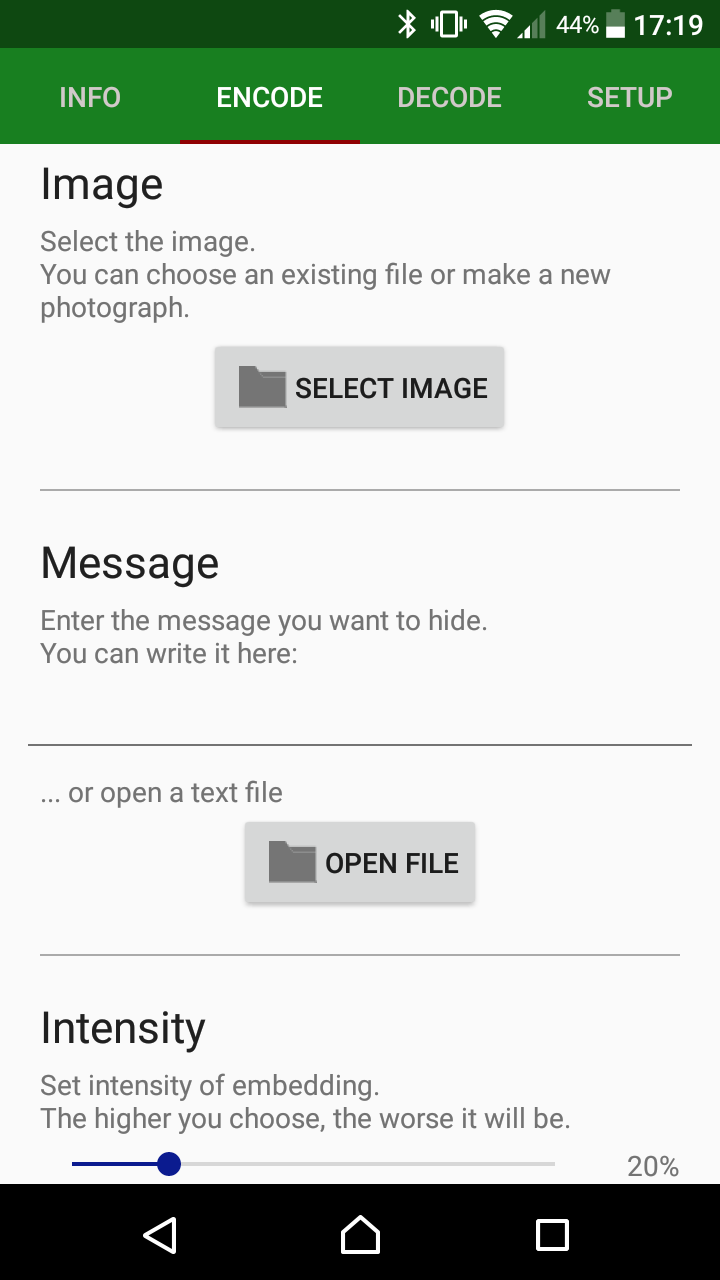 44% 17:19
INFO ENCODE DECODE SETUP
Image
Select the image.
You can choose an existing file or make a new
photograph.
SELECT IMAGE
Message
Enter the message you want to hide.
You can write it here:
... or open a text file
OPEN FILE
Intensity
Set intensity of embedding.
The higher you choose, the worse it will be.
20%